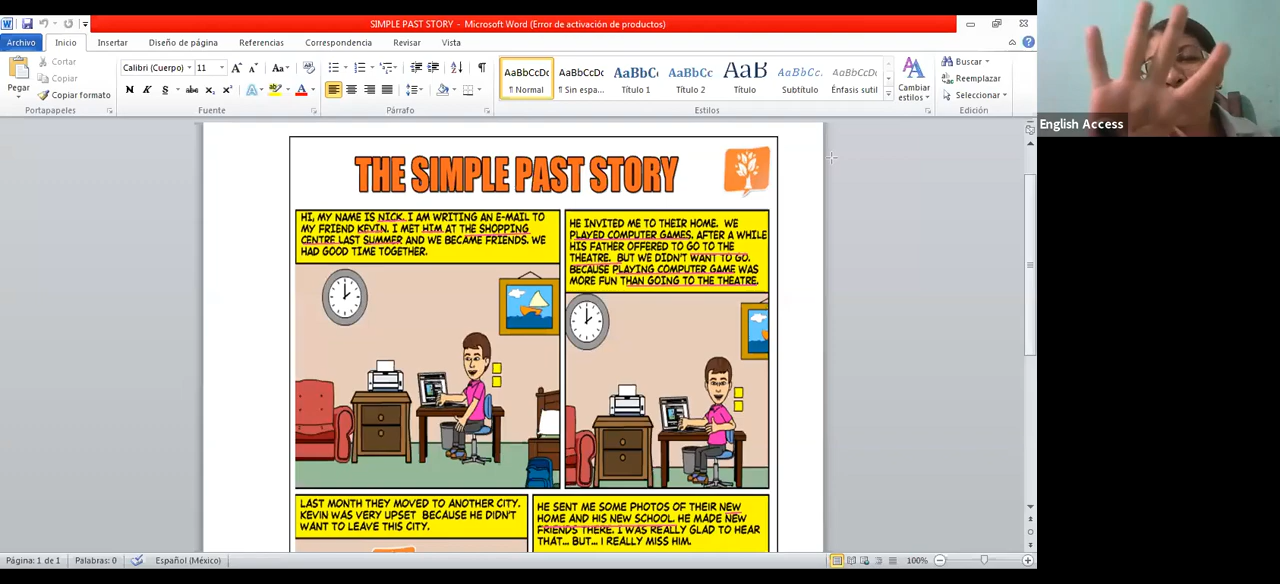 SIMPLE PAST STORY - Microsoft Word (Error de activación de productos)
Archivo Inicio Insertar Diseño de página Referencias Correspondencia Revisar Vista
Pegar
Cortar
Copiar
Copiar formato
Portapapeles
Calibri (Cuerpo) 11
Fuente
Párrafo
AaBbCcDc AaBbCcDc AaBbC AaBbCc AaB AaBbCc. AaBbCcDc
¶ Normal ¶ Sin espa... Título 1 Título 2 Título Subtítulo Énfasis sutil
Cambiar estilos
Estilos
Buscar
Reemplazar
Seleccionar
Edición
English Access
THE SIMPLE PAST STORY
HI, MY NAME IS NICK. I AM WRITING AN E-MAIL TO
MY FRIEND KEVIN. I MET HIM AT THE SHOPPING
CENTRE LAST SUMMER AND WE BECAME FRIENDS. WE
HAD GOOD TIME TOGETHER.
HE INVITED ME TO THEIR HOME. WE
PLAYED COMPUTER GAMES. AFTER A WHILE
HIS FATHER OFFERED TO GO TO THE
THEATRE. BUT WE DIDN'T WANT TO GO.
BECAUSE PLAYING COMPUTER GAME WAS
MORE FUN THAN GOING TO THE THEATRE.
LAST MONTH THEY MOVED TO ANOTHER CITY.
KEVIN WAS VERY UPSET BECAUSE HE DIDN'T
WANT TO LEAVE THIS CITY.
HE SENT ME SOME PHOTOS OF THEIR NEW
HOME AND HIS NEW SCHOOL. HE MADE NEW
FRIENDS THERE. I WAS REALLY GLAD TO HEAR
THAT... BUT... I REALLY MISS HIM.
Página: 1 de 1 Palabras: 0 Español (México) 100%